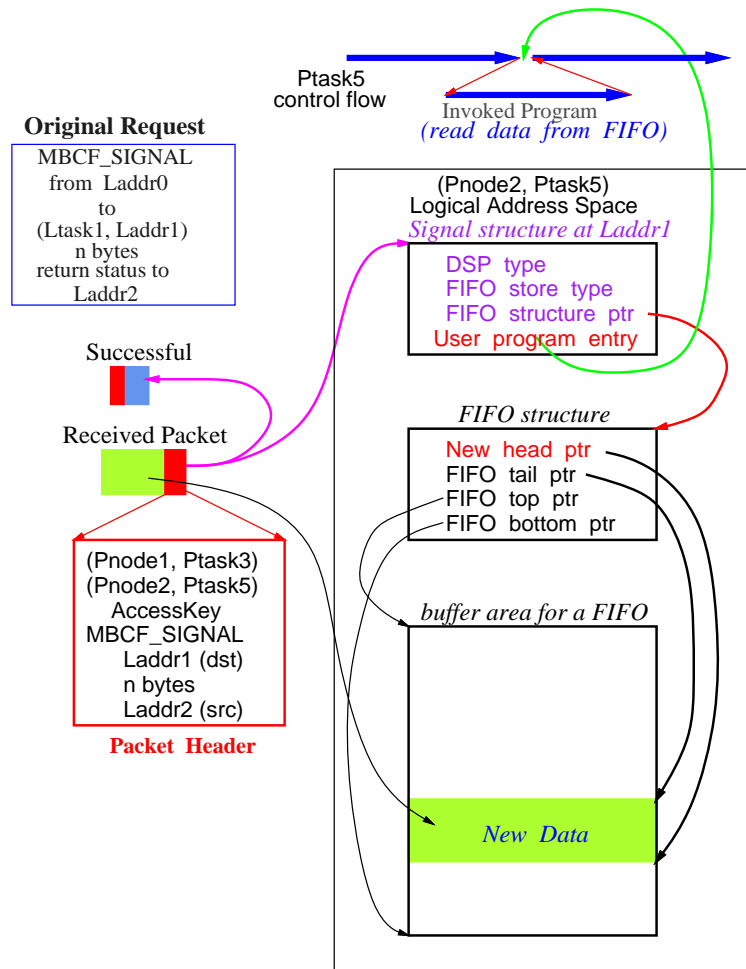 Ptask5
control flow
Invoked Program
(read data from FIFO)
Original Request
MBCF_SIGNAL
from Laddr0
to
(Ltask1, Laddr1)
n bytes
return status to
Laddr2
(Pnode2, Ptask5)
Logical Address Space
Signal structure at Laddr1
DSP type
FIFO store type
FIFO structure ptr
User program entry
Successful
Received Packet
FIFO structure
New head ptr
FIFO tail ptr
FIFO top ptr
FIFO bottom ptr
(Pnode1, Ptask3)
(Pnode2, Ptask5)
AccessKey
MBCF_SIGNAL
Laddr1 (dst)
n bytes
Laddr2 (src)
Packet Header
buffer area for a FIFO
New Data